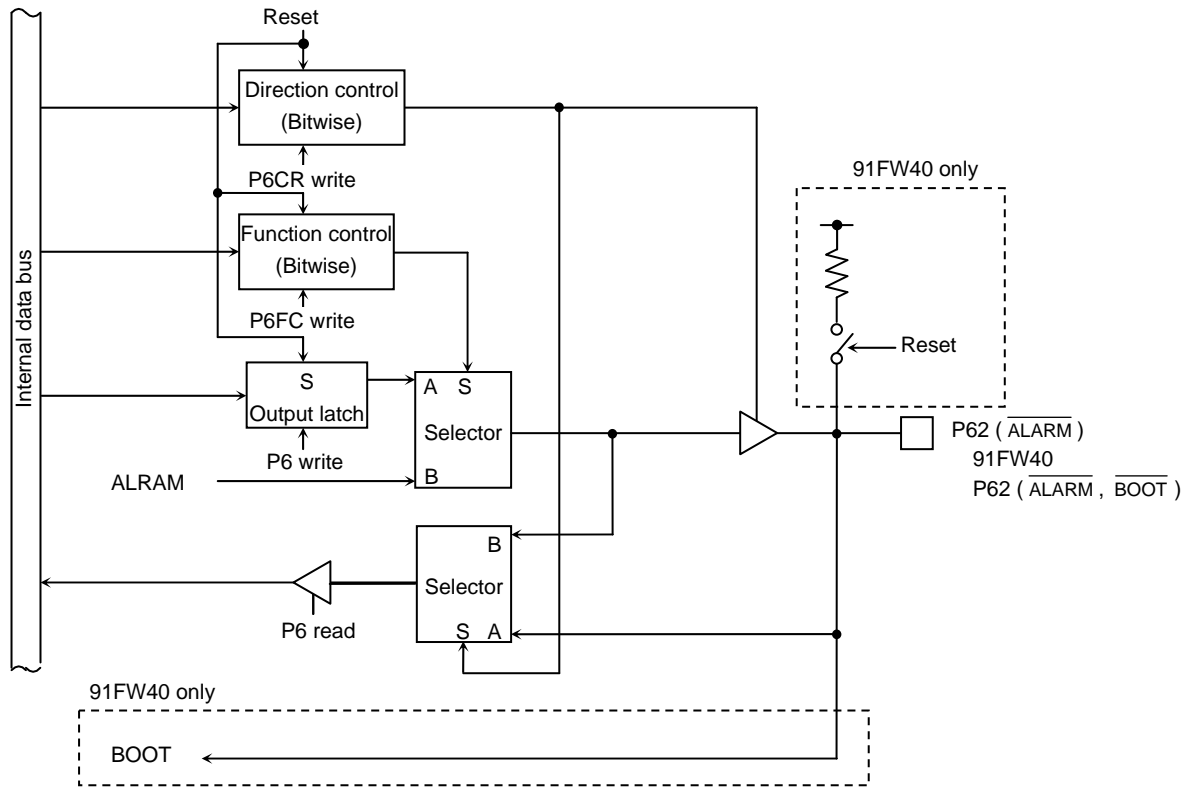 Reset
Direction control
(Bitwise)
P6CR write
Function control
(Bitwise)
P6FC write
S
Output latch
P6 write
ALRAM
A S
Selector
B
B
Selector
S A
P6 read
Internal data bus
91FW40 only
Reset
P62 ( ALARM )
91FW40
P62 ( ALARM , BOOT )
91FW40 only
BOOT